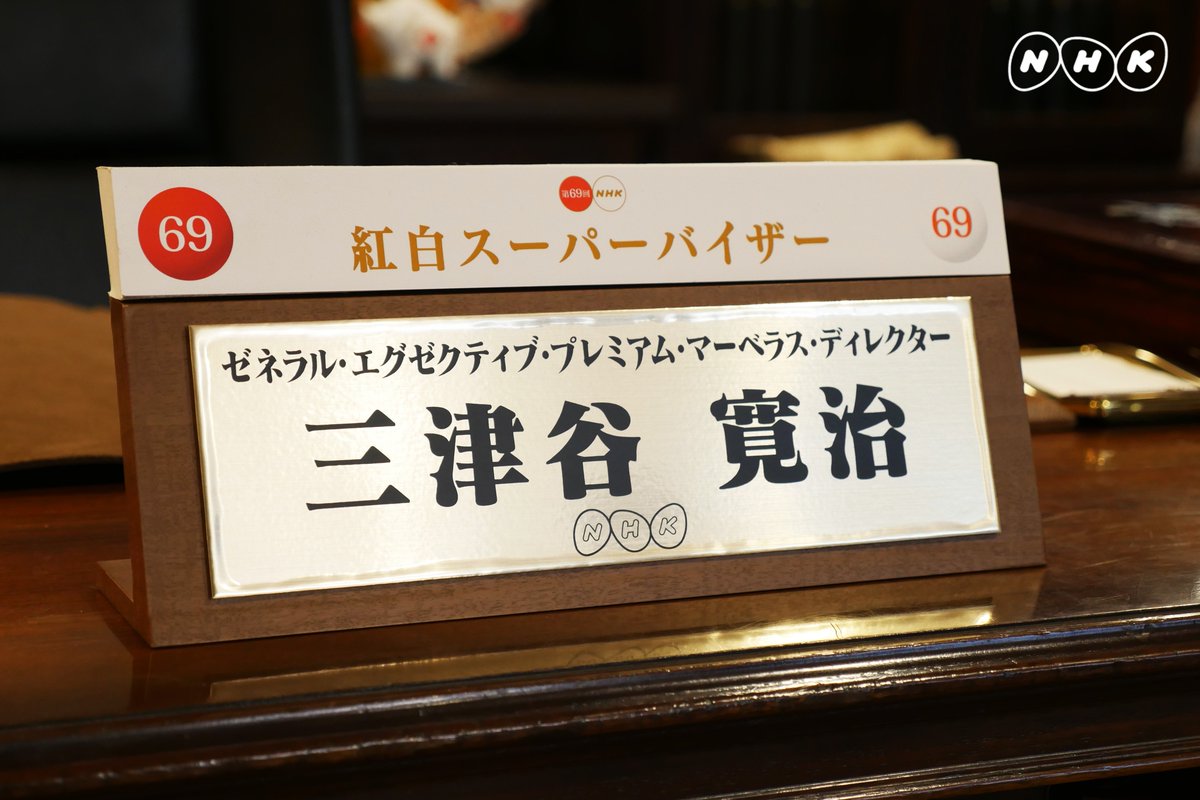 NHK
第69回 NHK
69
紅白スーパーバイザー
69
ゼネラル・エグゼクティブ・プレミアム・マーベラス・ディレクター
三津谷 寛治
NHK